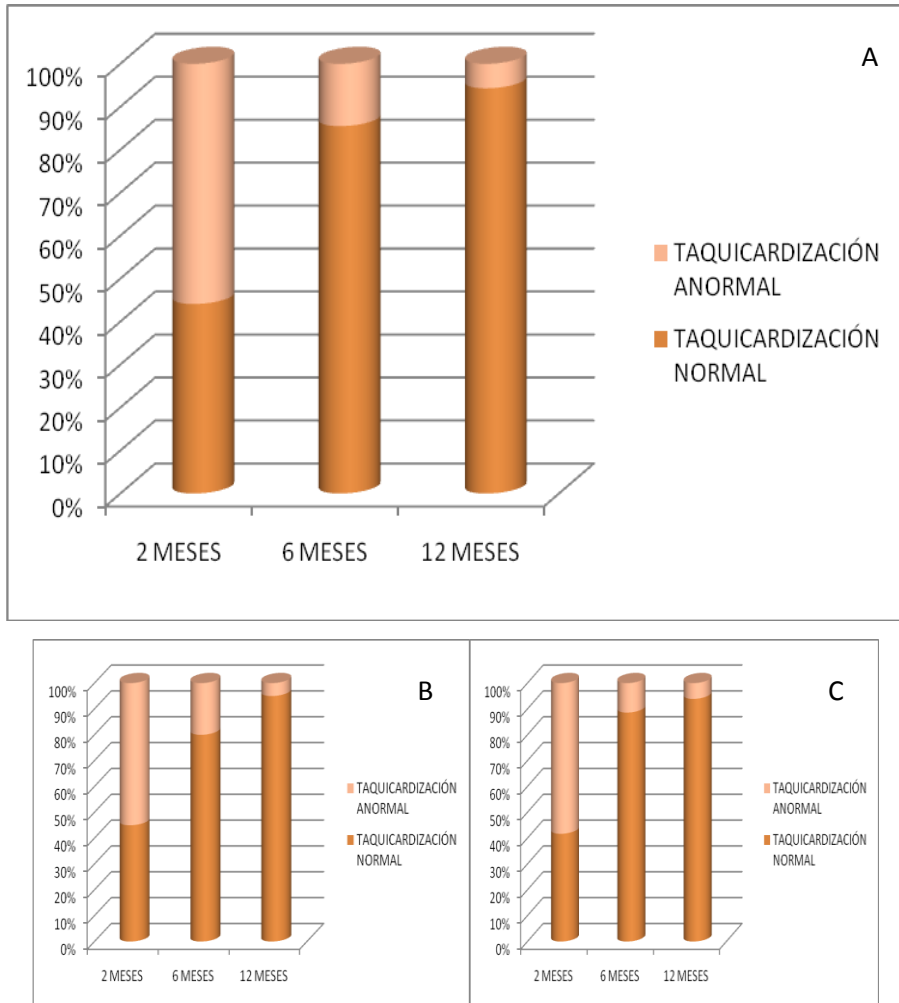 A
100%
90%
80%
70%
60%
50%
40%
30%
20%
10%
0%
2 MESES 6 MESES 12 MESES
TAQUICARDIZACIÓN
ANORMAL
TAQUICARDIZACIÓN
NORMAL
B
100%
90%
80%
70%
60%
50%
40%
30%
20%
10%
0%
2 MESES 6 MESES 12 MESES
TAQUICARDIZACIÓN
ANORMAL
TAQUICARDIZACIÓN
NORMAL
C
100%
90%
80%
70%
60%
50%
40%
30%
20%
10%
0%
2 MESES 6 MESES 12 MESES
TAQUICARDIZACIÓN
ANORMAL
TAQUICARDIZACIÓN
NORMAL